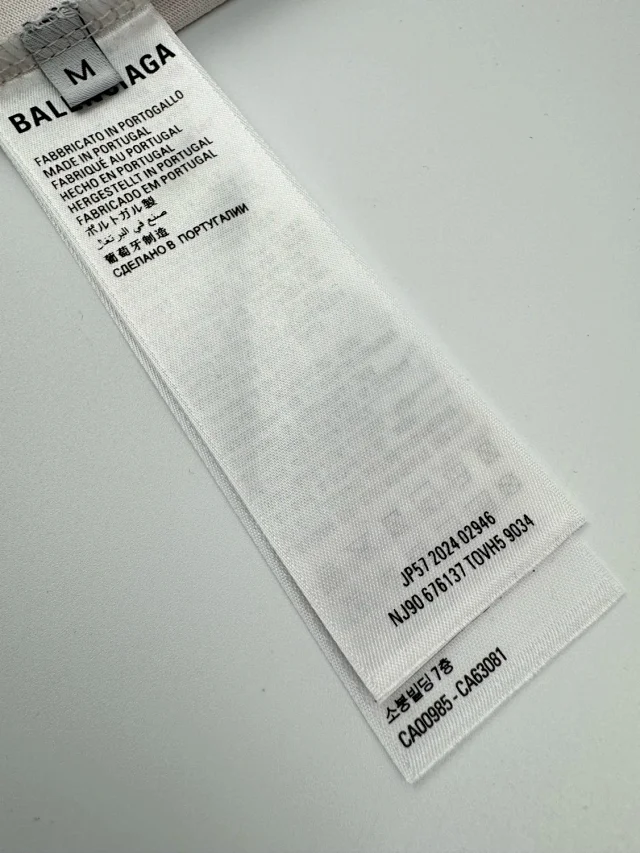 M
BALENCIAGA
FABBRICATO IN PORTOGALLO
MADE IN PORTUGAL
FABRIQUÉ AU PORTUGAL
HECHO EN PORTUGAL
HERGESTELLT IN PORTUGAL
FABRICADO EM PORTUGAL
ポルトガル製
صنع في البرتغال
葡萄牙制造
СДЕЛАНО В ПОРТУГАЛИИ
JP57 2024 02946
NJ90 676137 TOVH5 9034
소봉빌딩 7층
CA00985 - CA63081